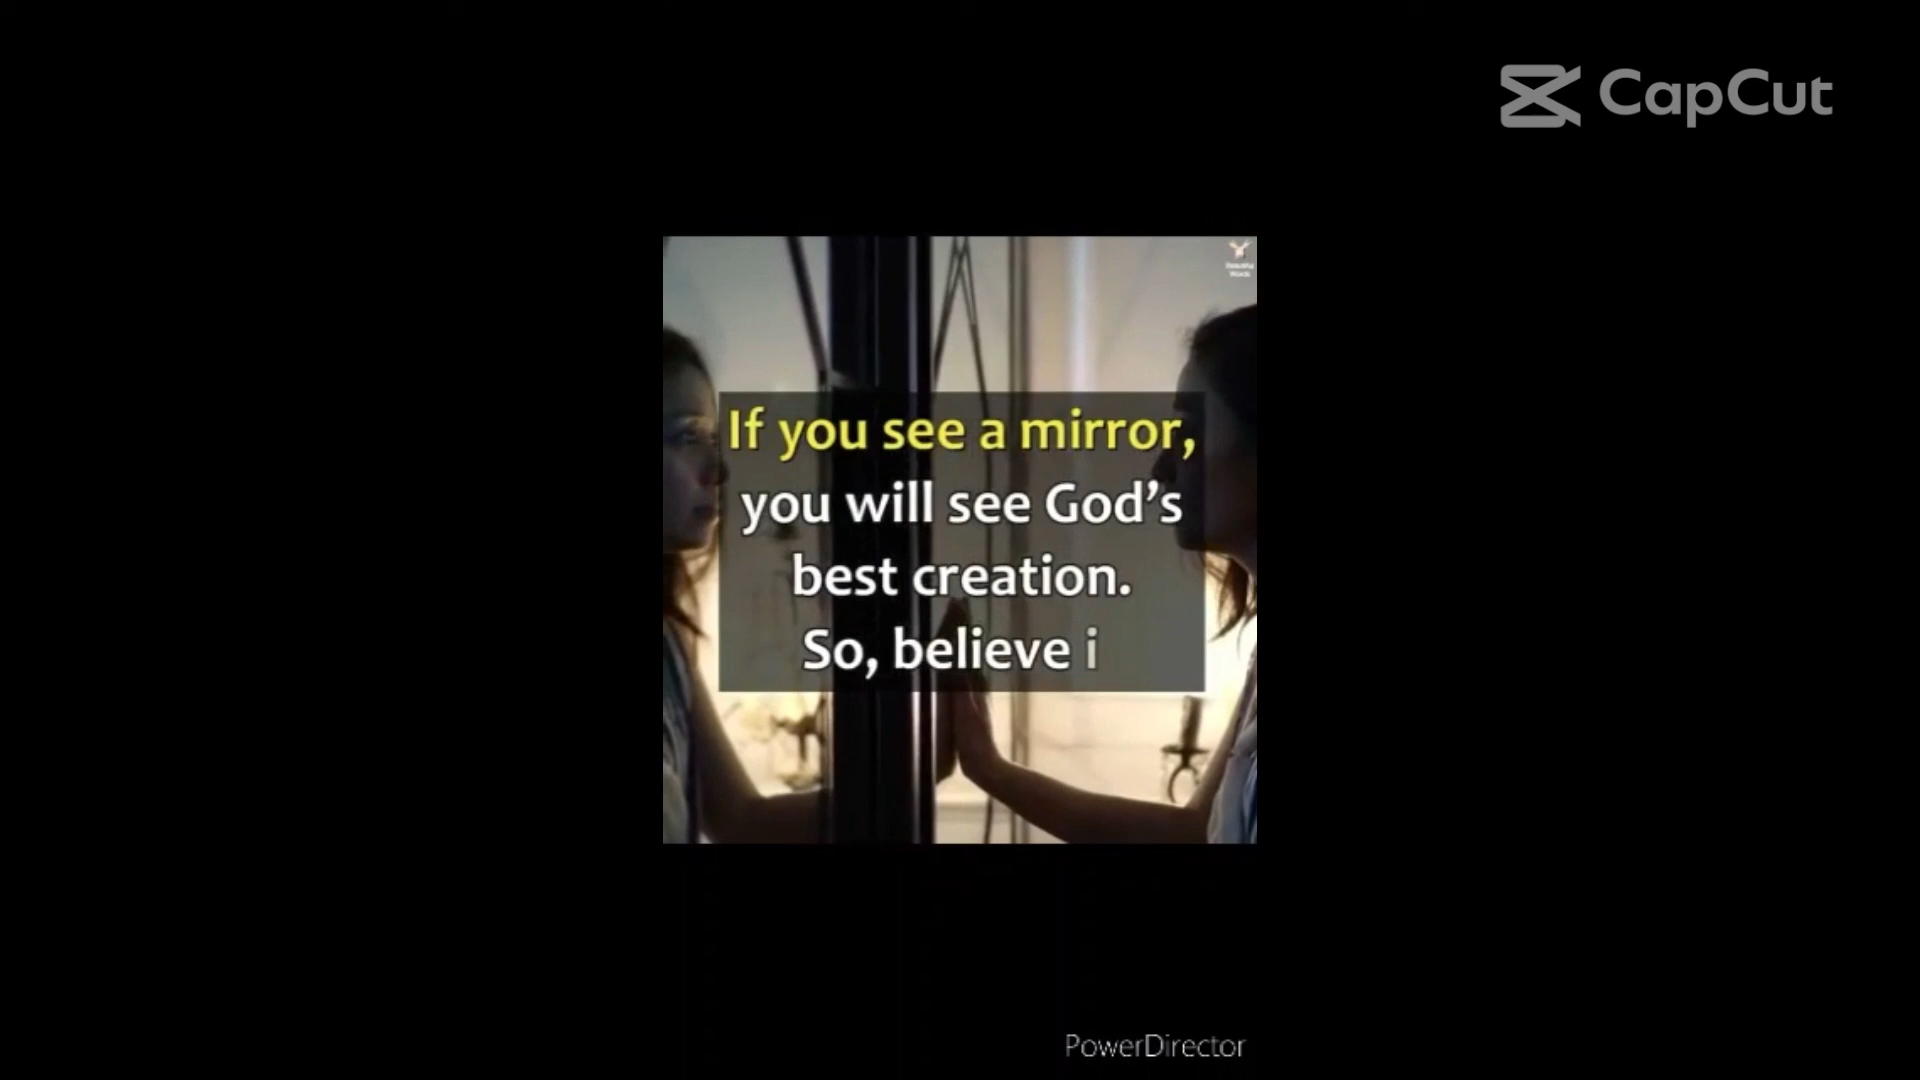 CapCut
If you see a mirror,
you will see God's
best creation.
So, believe i
PowerDirector